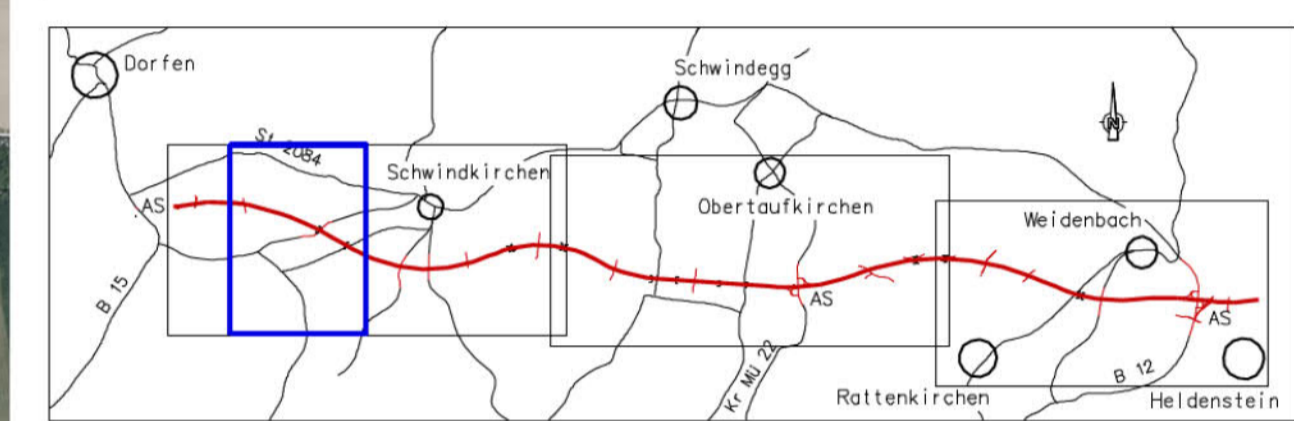 Dorfen
Schwindegg
N
St 2084
Schwindkirchen
AS
Obertaufkirchen
Weidenbach
B 15
AS
AS
Kr Mü 22
B 12
Rattenkirchen
Heldenstein